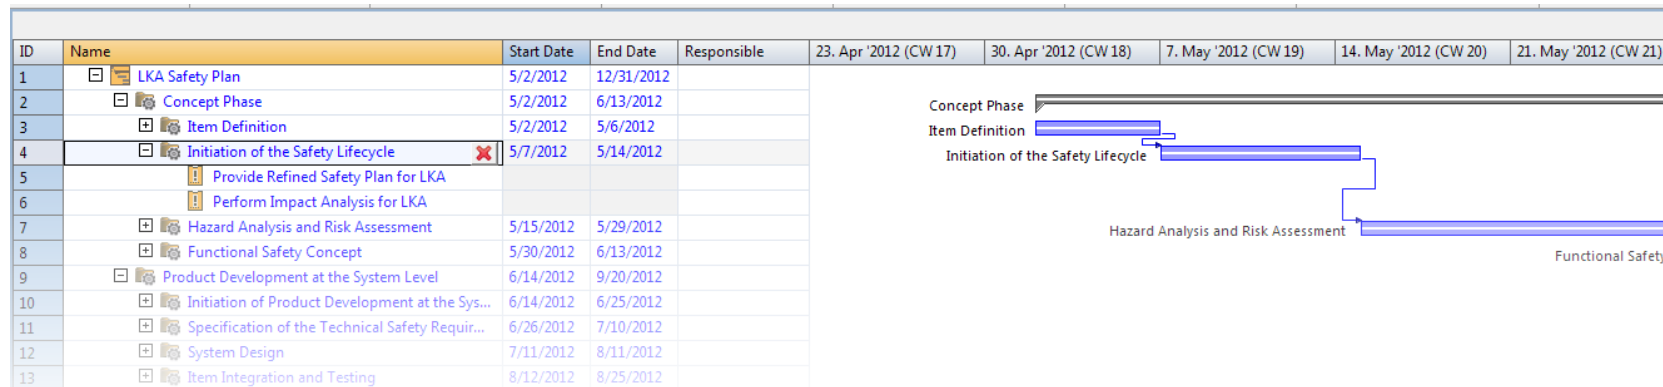 ID Name Start Date End Date Responsible 23. Apr '2012 (CW 17) 30. Apr '2012 (CW 18) 7. May '2012 (CW 19) 14. May '2012 (CW 20) 21. May '2012 (CW 21)
1 LKA Safety Plan 5/2/2012 12/31/2012
2 Concept Phase 5/2/2012 6/13/2012 Concept Phase
3 Item Definition 5/2/2012 5/6/2012 Item Definition
4 Initiation of the Safety Lifecycle 5/7/2012 5/14/2012 Initiation of the Safety Lifecycle
5 Provide Refined Safety Plan for LKA
6 Perform Impact Analysis for LKA
7 Hazard Analysis and Risk Assessment 5/15/2012 5/29/2012 Hazard Analysis and Risk Assessment
8 Functional Safety Concept 5/30/2012 6/13/2012 Functional Safety
9 Product Development at the System Level 6/14/2012 9/20/2012
10 Initiation of Product Development at the Sys... 6/14/2012 6/25/2012
11 Specification of the Technical Safety Requir... 6/26/2012 7/10/2012
12 System Design 7/11/2012 8/11/2012
13 Item Integration and Testing 8/12/2012 8/25/2012